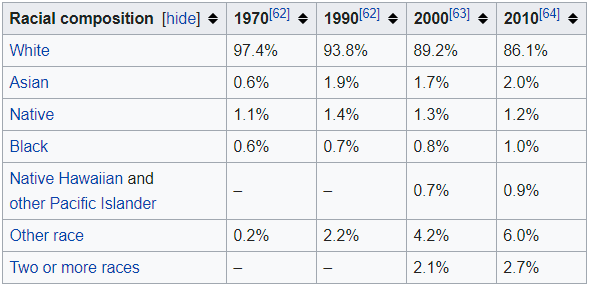 Racial composition [hide] 1970[62] 1990[62] 2000[63] 2010[64]
White 97.4% 93.8% 89.2% 86.1%
Asian 0.6% 1.9% 1.7% 2.0%
Native 1.1% 1.4% 1.3% 1.2%
Black 0.6% 0.7% 0.8% 1.0%
Native Hawaiian and
other Pacific Islander – – 0.7% 0.9%
Other race 0.2% 2.2% 4.2% 6.0%
Two or more races – – 2.1% 2.7%